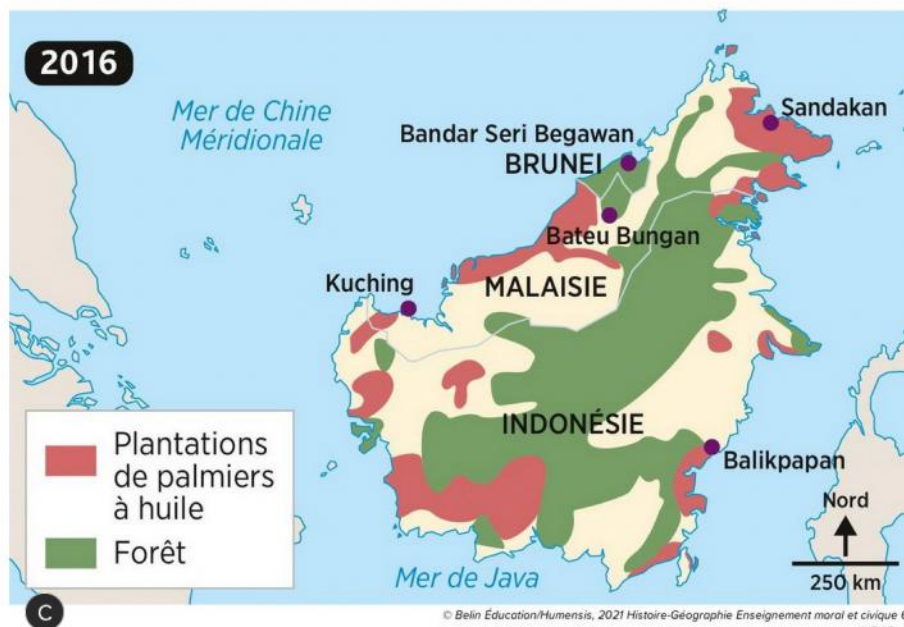 2016
Mer de Chine
Méridionale
Sandakan
Bandar Seri Begawan
BRUNEI
Bateu Bungan
Kuching
MALAISIE
INDONÉSIE
Balikpapan
Plantations
de palmiers
à huile
Forêt
Nord
250 km
Mer de Java
C
© Belin Éducation/Humensis, 2021 Histoire-Géographie Enseignement moral et civique